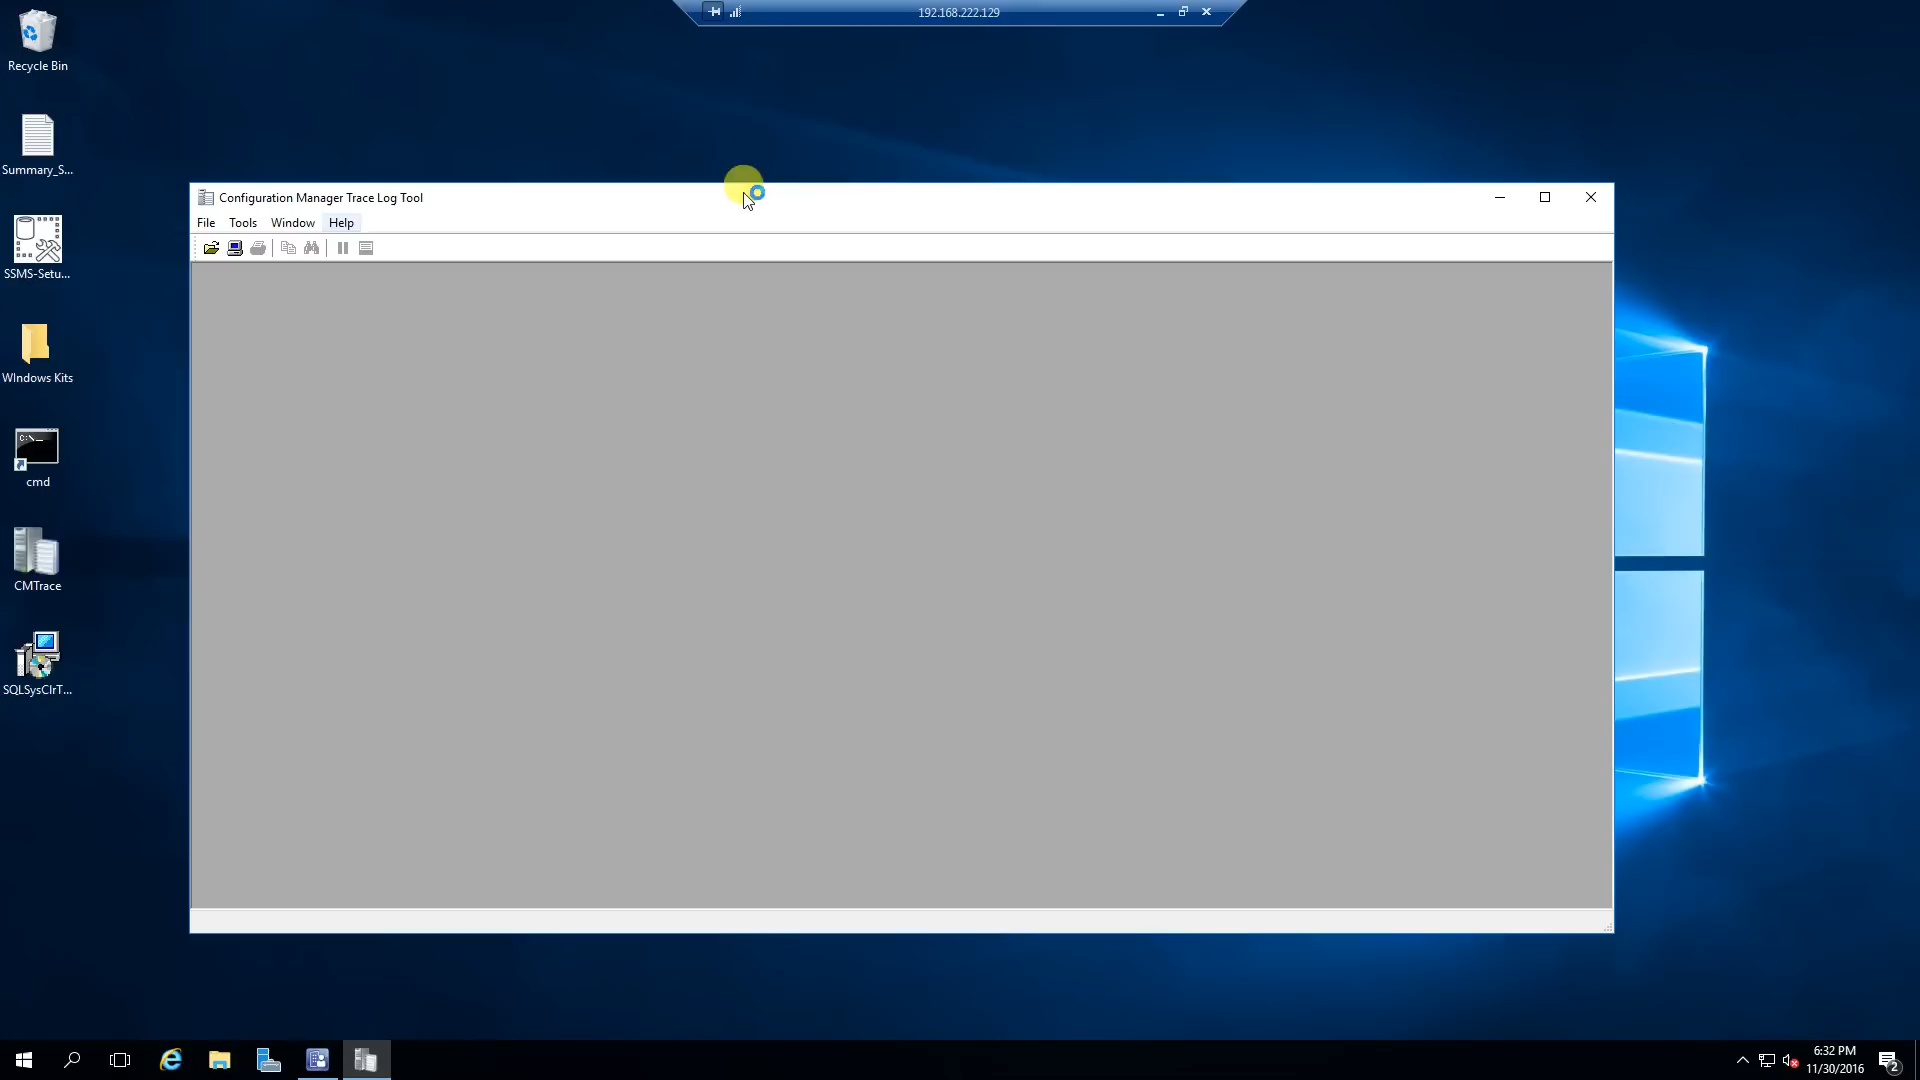 192.168.222.129
Recycle Bin
Summary_S...
SSMS-Setu...
WIndows Kits
C:\._
cmd
CMTrace
SQLSysClrT...
Configuration Manager Trace Log Tool
File Tools Window Help
6:32 PM
11/30/2016
2